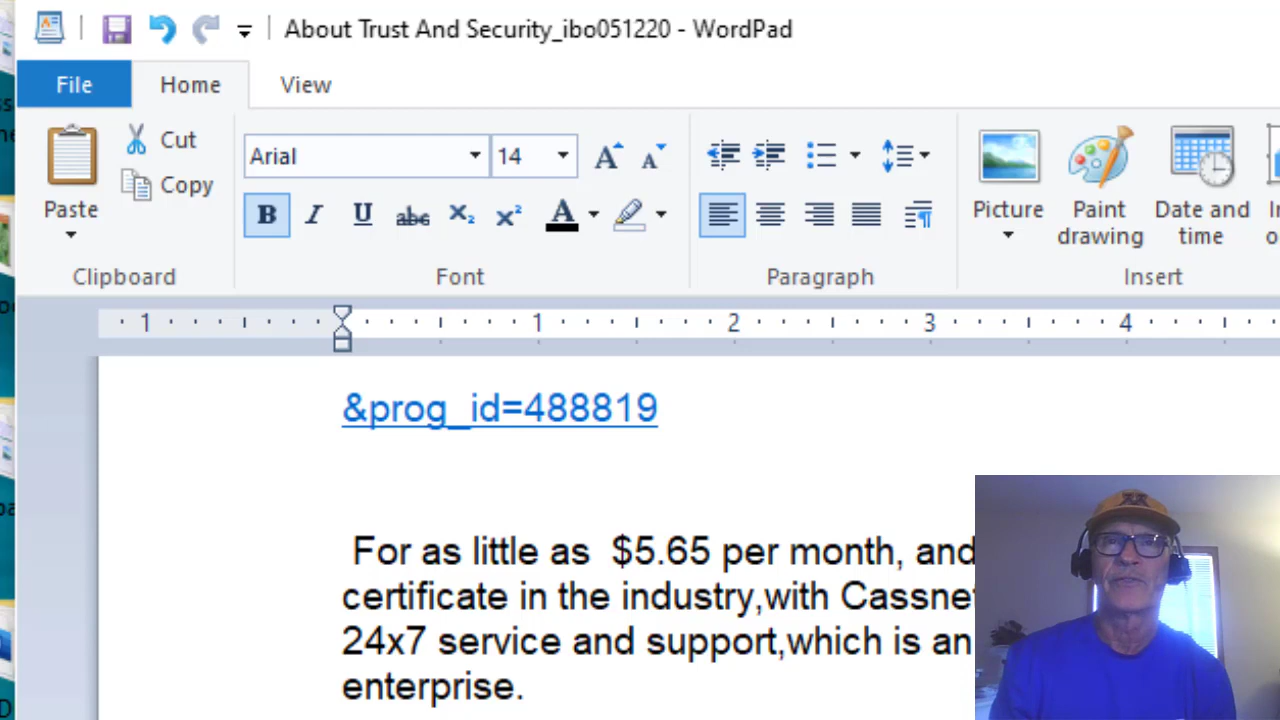 About Trust And Security_ibo051220 - WordPad
File Home View
Cut
Copy
Paste
Arial 14
B I U abc X₂ X² A
Picture
Paint drawing
Date and time
Clipboard Font Paragraph Insert
1 1 2 3 4
&prog_id=488819
For as little as $5.65 per month, and
certificate in the industry,with
24x7 service and support,which is an
enterprise.